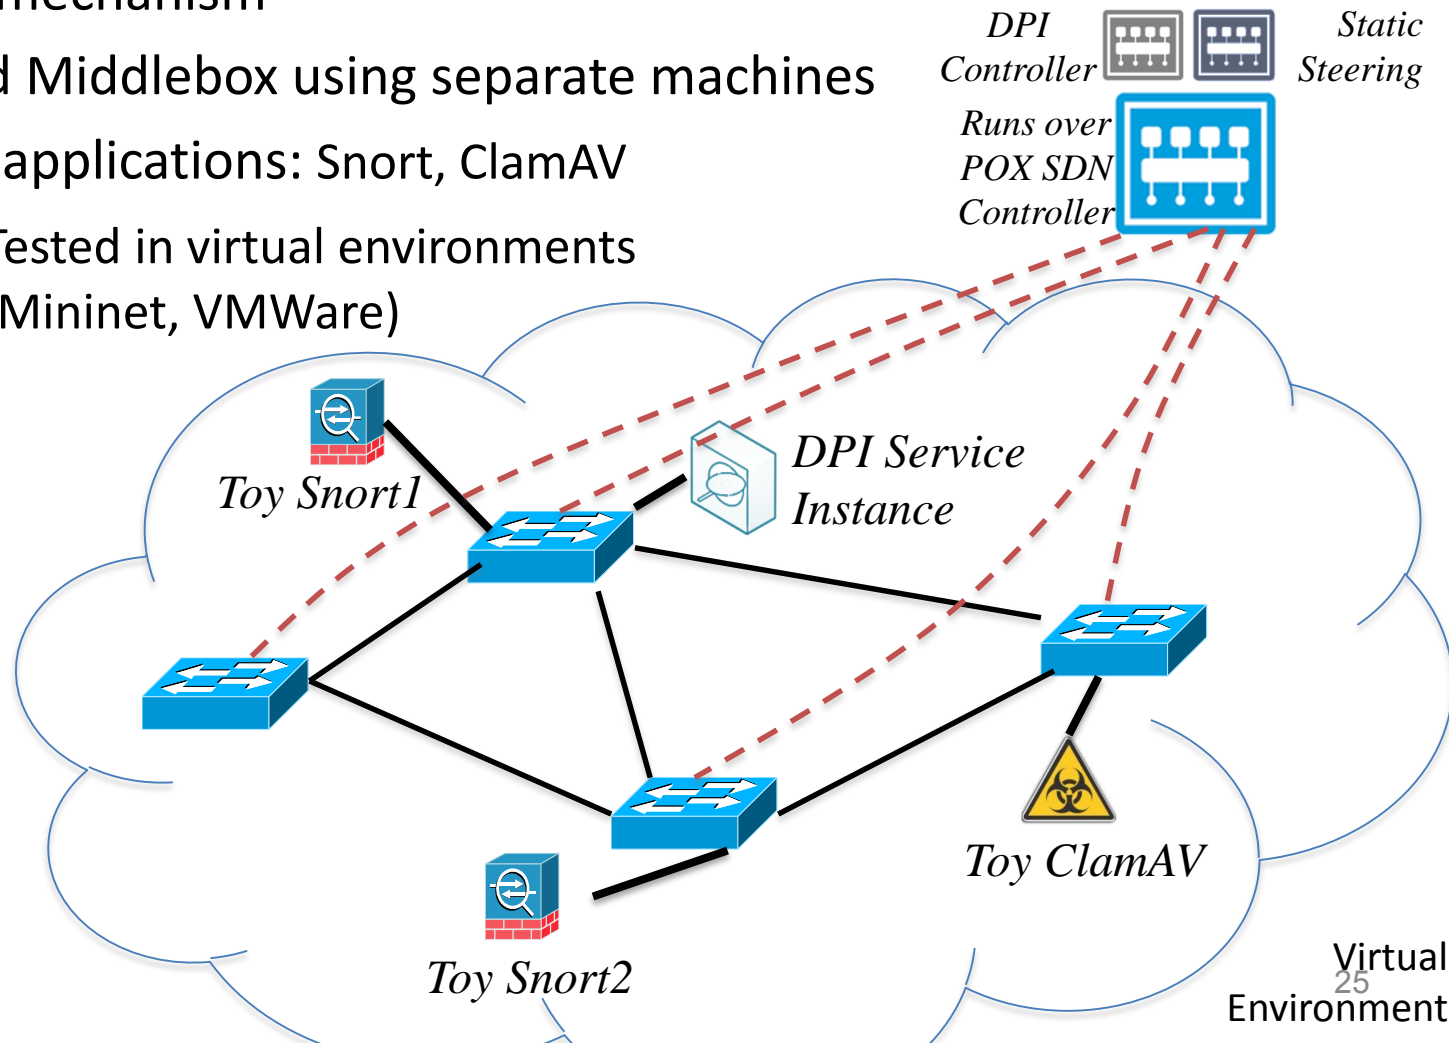 mechanism
d Middlebox using separate machines
applications: Snort, ClamAV
Tested in virtual environments
(Mininet, VMWare)
DPI
Controller
Static
Steering
Runs over
POX SDN
Controller
Toy Snort1
DPI Service
Instance
Toy ClamAV
Toy Snort2
Virtual
25
Environment